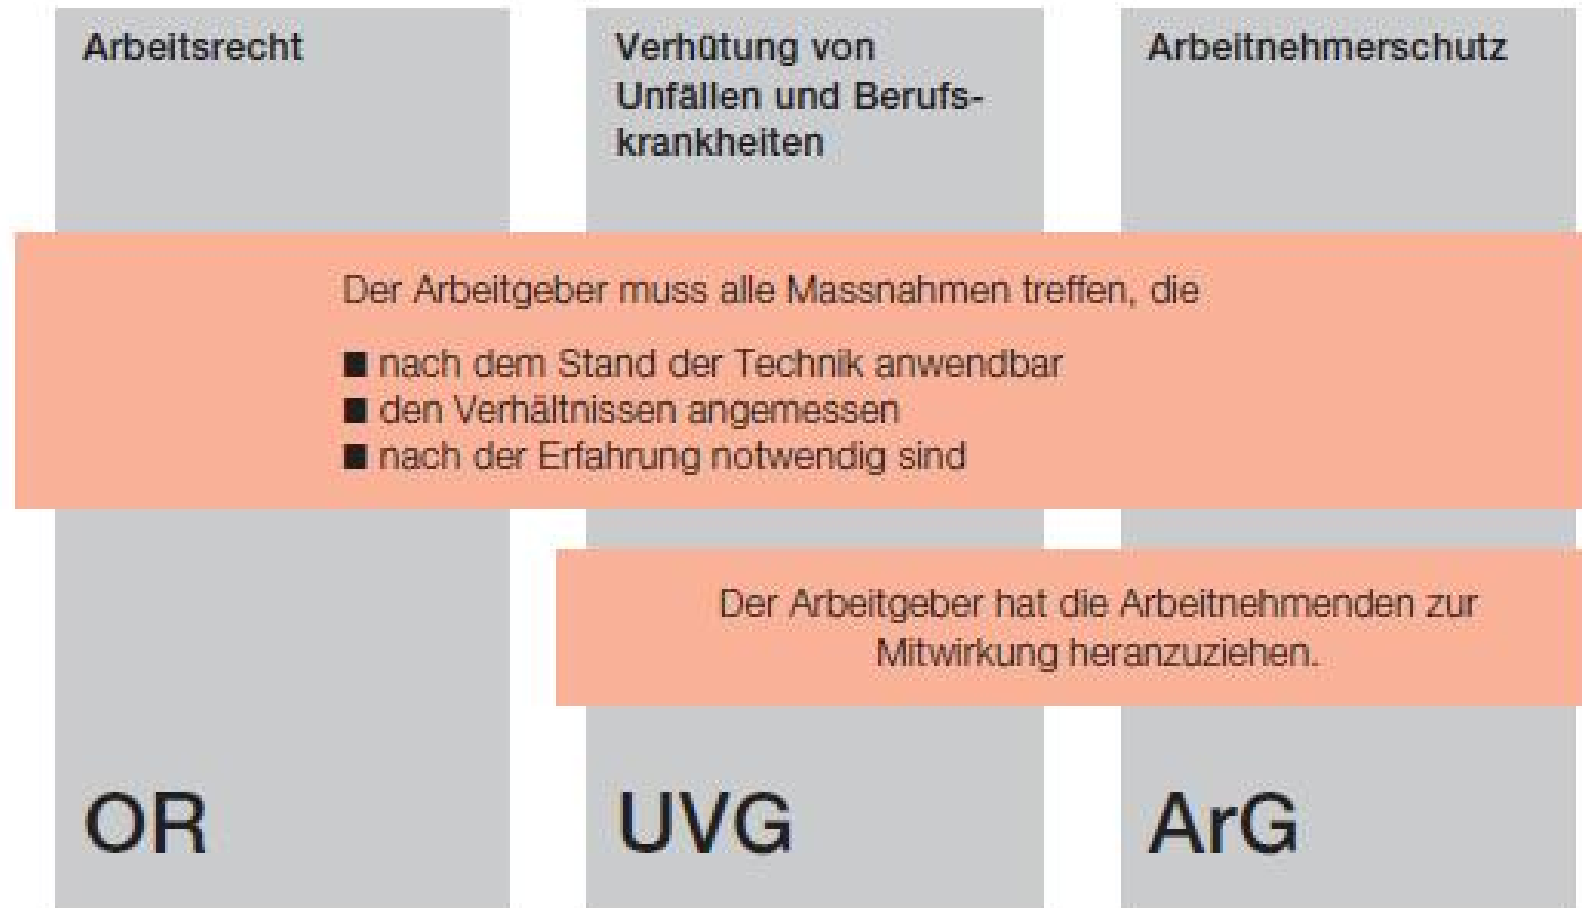 Arbeitsrecht
Verhütung von
Unfällen und Berufs-
krankheiten
Arbeitnehmerschutz
Der Arbeitgeber muss alle Massnahmen treffen, die
■ nach dem Stand der Technik anwendbar
■ den Verhältnissen angemessen
■ nach der Erfahrung notwendig sind
Der Arbeitgeber hat die Arbeitnehmenden zur
Mitwirkung heranzuziehen.
OR
UVG
ArG